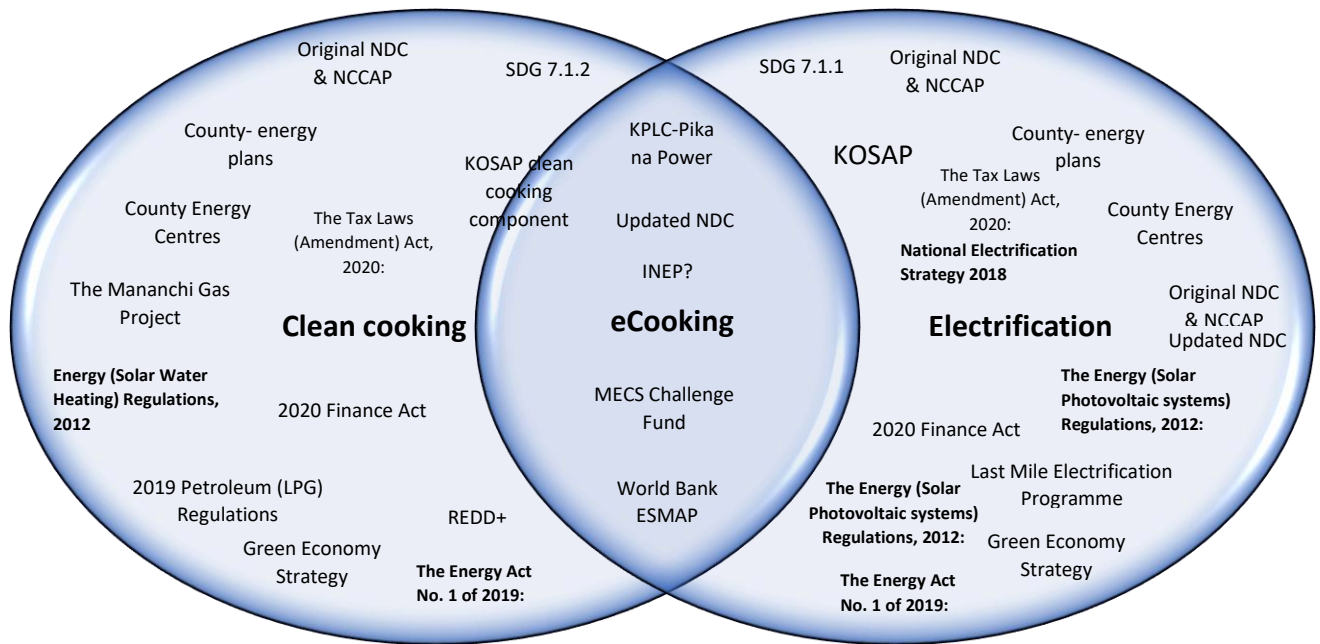 Original NDC
& NCCAP
SDG 7.1.2
County- energy
plans
KOSAP clean
cooking
component
County Energy
Centres
The Tax Laws
(Amendment) Act,
2020:
The Mananchi Gas
Project
Clean cooking
Energy (Solar Water
Heating) Regulations,
2012
2020 Finance Act
2019 Petroleum (LPG)
Regulations
REDD+
Green Economy
Strategy
The Energy Act
No. 1 of 2019:
KPLC-Pika
na Power
Updated NDC
INEP?
eCooking
MECS Challenge
Fund
World Bank
ESMAP
SDG 7.1.1
Original NDC
& NCCAP
KOSAP
County- energy
plans
The Tax Laws
(Amendment) Act,
2020:
National Electrification
Strategy 2018
County Energy
Centres
Original NDC
& NCCAP
Updated NDC
Electrification
The Energy (Solar
Photovoltaic systems)
Regulations, 2012:
2020 Finance Act
Last Mile Electrification
Programme
The Energy (Solar
Photovoltaic systems)
Regulations, 2012:
Green Economy
Strategy
The Energy Act
No. 1 of 2019: